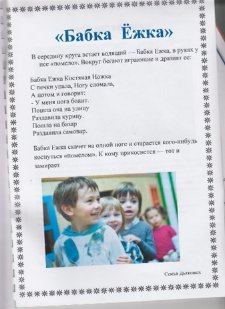 «Бабка Ёжка»
В середину круга встает водящий — Бабка Ежка, в руках у
нее «помело». Вокруг бегают играющие и дразнят ее:
Бабка Ежка Костяная Ножка
С печки упала, Ногу сломала,
А потом и говорит:
- У меня нога болит.
Пошла она на улицу
Раздавила курицу.
Пошла на базар
Раздавила самовар.
Бабка Ежка скачет на одной ноге и старается кого-нибудь
коснуться «помелом». К кому прикоснется — тот и
замирает
Семья